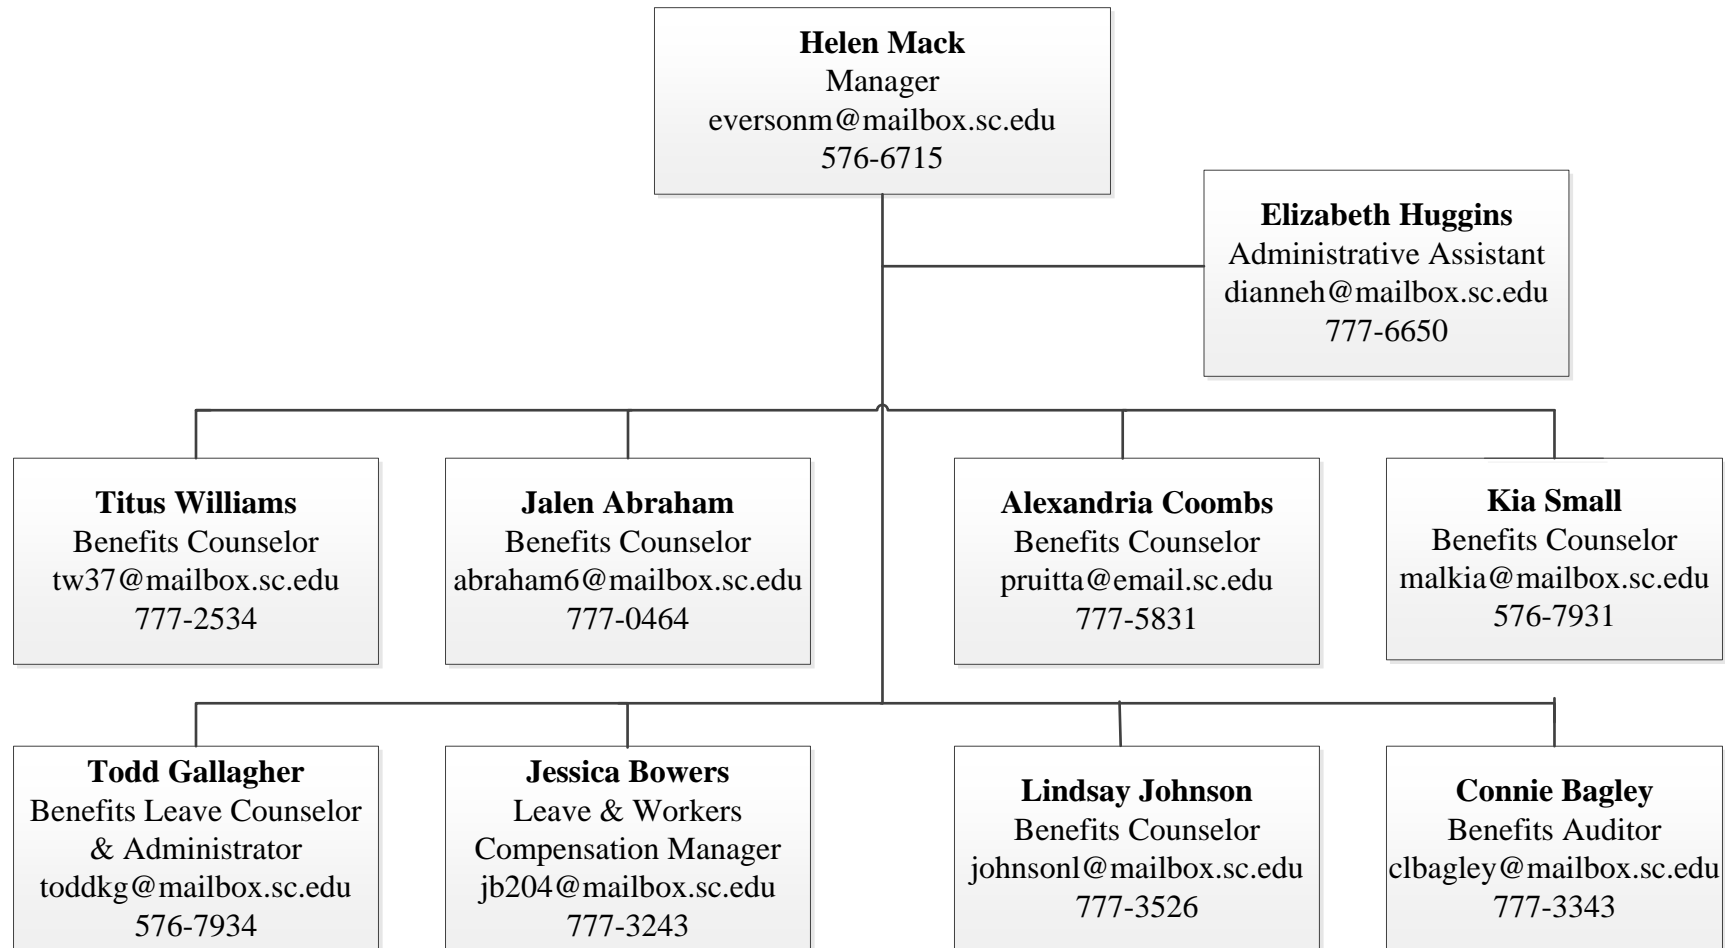 Helen Mack
Manager
eversonm@mailbox.sc.edu
576-6715
Elizabeth Huggins
Administrative Assistant
dianneh@mailbox.sc.edu
777-6650
Titus Williams
Benefits Counselor
tw37@mailbox.sc.edu
777-2534
Jalen Abraham
Benefits Counselor
abraham6@mailbox.sc.edu
777-0464
Alexandria Coombs
Benefits Counselor
pruitta@email.sc.edu
777-5831
Kia Small
Benefits Counselor
malkia@mailbox.sc.edu
576-7931
Todd Gallagher
Benefits Leave Counselor
& Administrator
toddkg@mailbox.sc.edu
576-7934
Jessica Bowers
Leave & Workers
Compensation Manager
jb204@mailbox.sc.edu
777-3243
Lindsay Johnson
Benefits Counselor
johnsonl@mailbox.sc.edu
777-3526
Connie Bagley
Benefits Auditor
clbagley@mailbox.sc.edu
777-3343